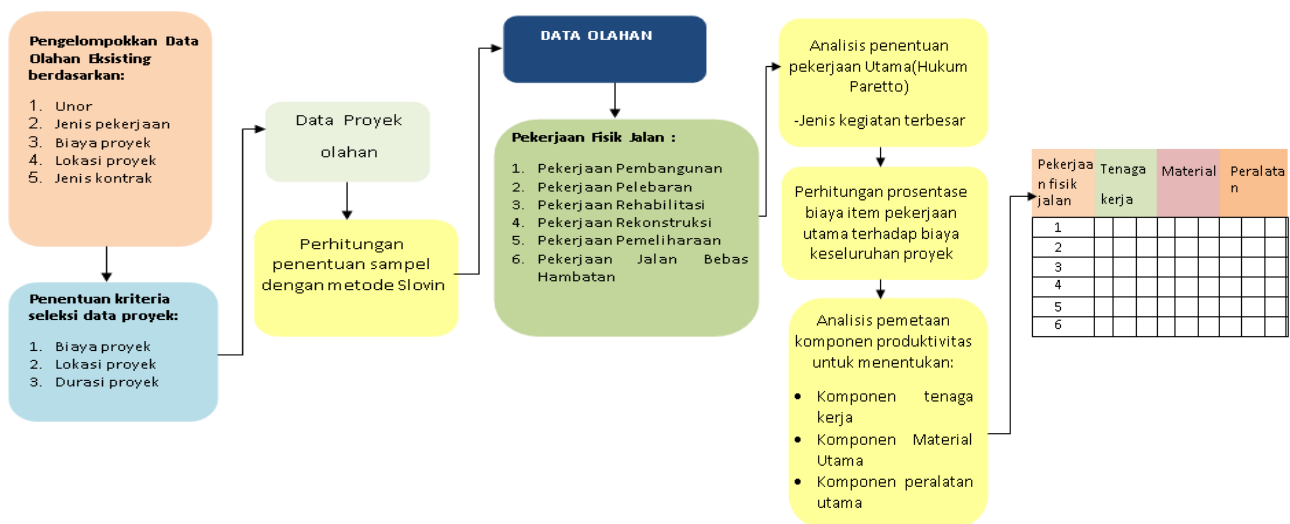 Pengelompokkan Data
Olahan Eksisting
berdasarkan:
1. Unor
2. Jenis pekerjaan
3. Biaya proyek
4. Lokasi proyek
5. Jenis kontrak
Penentuan kriteria
seleksi data proyek:
1. Biaya proyek
2. Lokasi proyek
3. Durasi proyek
Data Proyek
olahan
Perhitungan
penentuan sampel
dengan metode Slovin
DATA OLAHAN
Pekerjaan Fisik Jalan :
1. Pekerjaan Pembangunan
2. Pekerjaan Pelebaran
3. Pekerjaan Rehabilitasi
4. Pekerjaan Rekonstruksi
5. Pekerjaan Pemeliharaan
6. Pekerjaan Jalan Bebas
Hambatan
Analisis penentuan
pekerjaan Utama(Hukum
Paretto)
-Jenis kegiatan terbesar
Perhitungan prosentase
biaya item pekerjaan
utama terhadap biaya
keseluruhan proyek
Analisis pemetaan
komponen produktivitas
untuk menentukan:
• Komponen tenaga
kerja
• Komponen Material
Utama
• Komponen peralatan
utama
Pekerjaa
n fisik
jalan
Tenaga
kerja
Material
Peralata
n
1
2
3
4
5
6